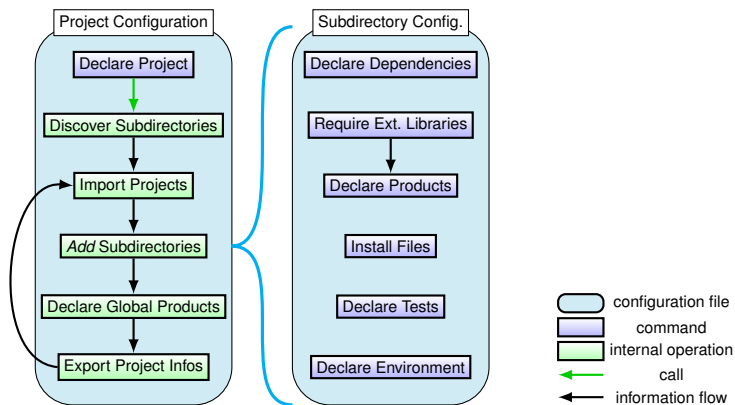 Project Configuration
Declare Project
Discover Subdirectories
Import Projects
Add Subdirectories
Declare Global Products
Export Project Infos
Subdirectory Config.
Declare Dependencies
Require Ext. Libraries
Declare Products
Install Files
Declare Tests
Declare Environment
configuration file
command
internal operation
call
information flow